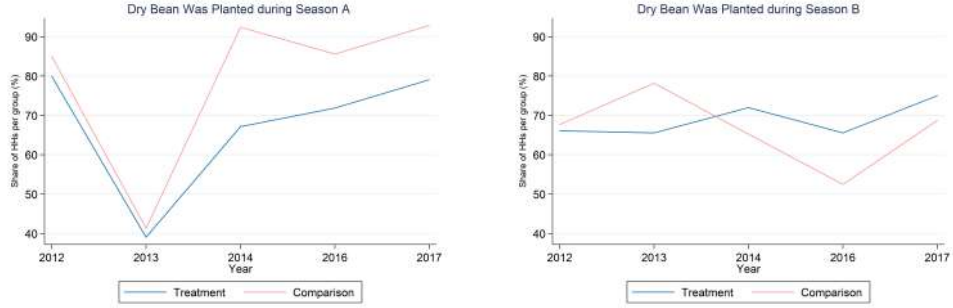 Dry Bean Was Planted during Season A
Share of HHs per group (%)
90
80
70
60
50
40
2012 2013 2014 2016 2017
Year
Treatment Comparison
Dry Bean Was Planted during Season B
Share of HHs per group (%)
90
80
70
60
50
40
2012 2013 2014 2016 2017
Year
Treatment Comparison